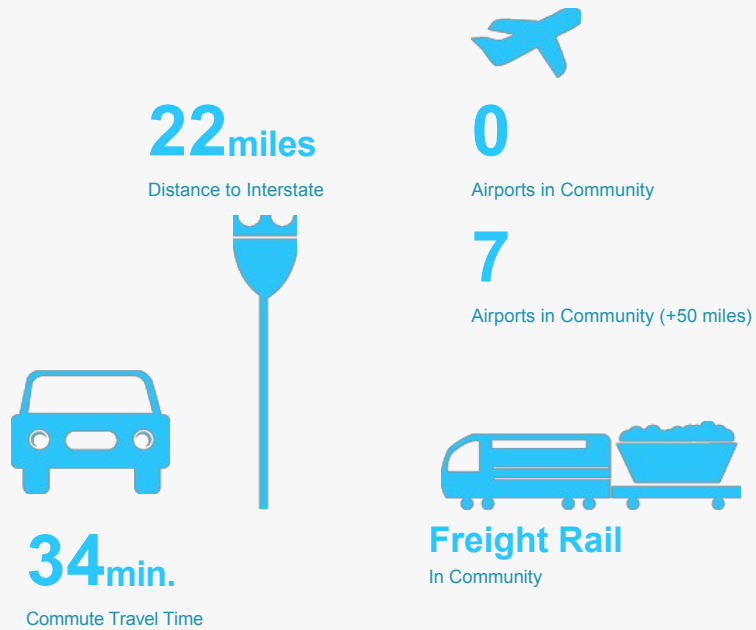 22miles
Distance to Interstate
0
Airports in Community
7
Airports in Community (+50 miles)
34min.
Commute Travel Time
Freight Rail
In Community